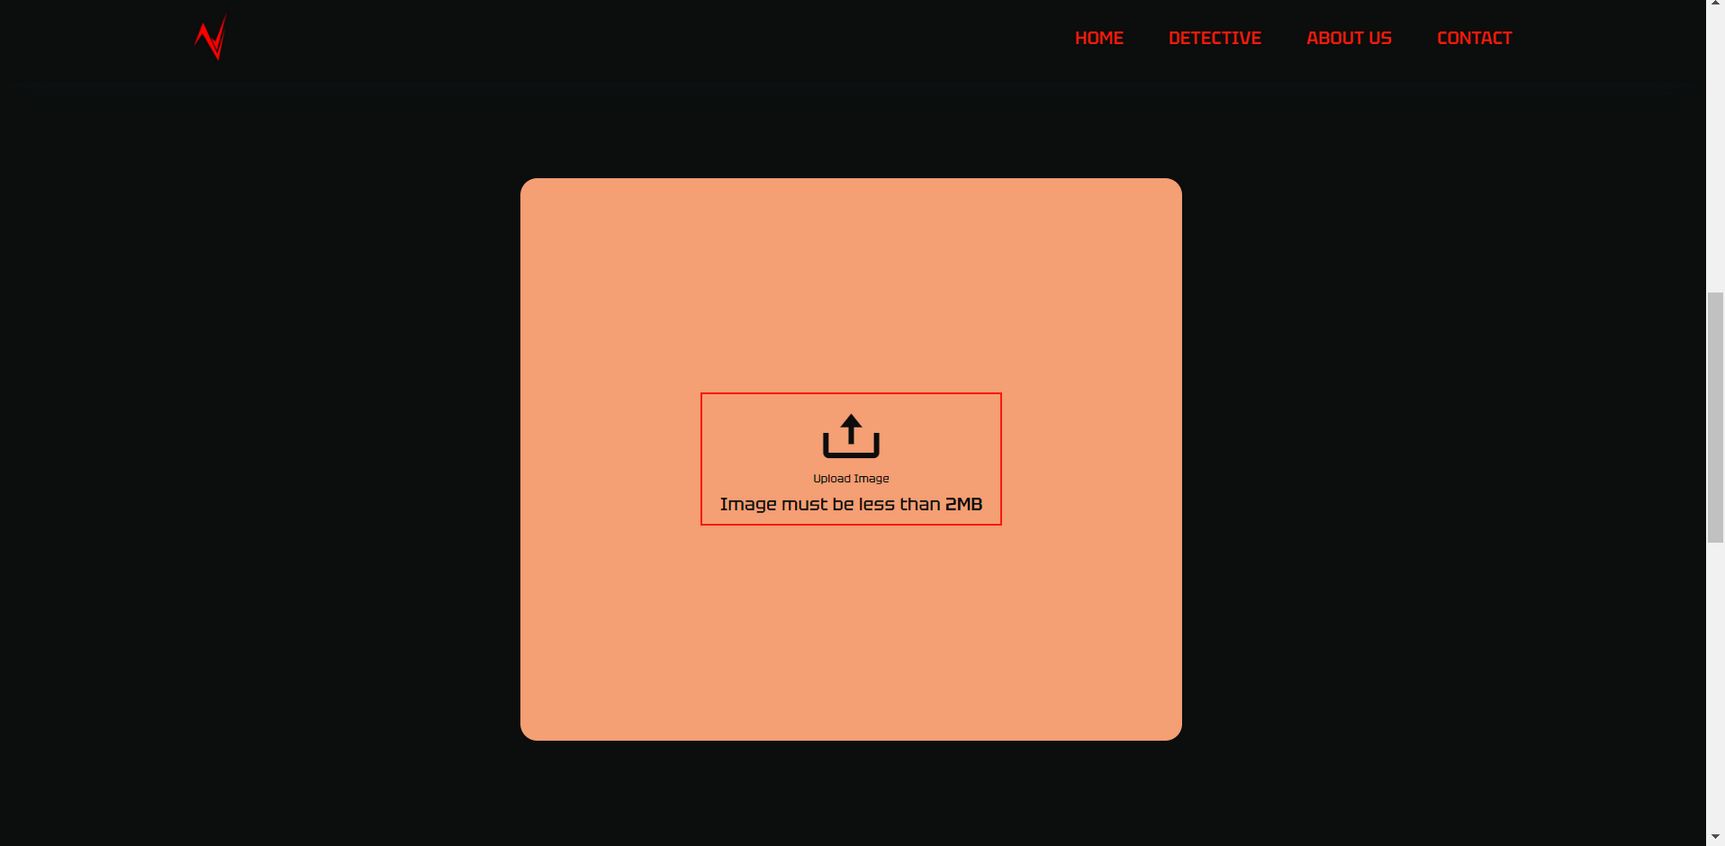 HOME DETECTIVE ABOUT US CONTACT
Upload Image
Image must be less than 2MB